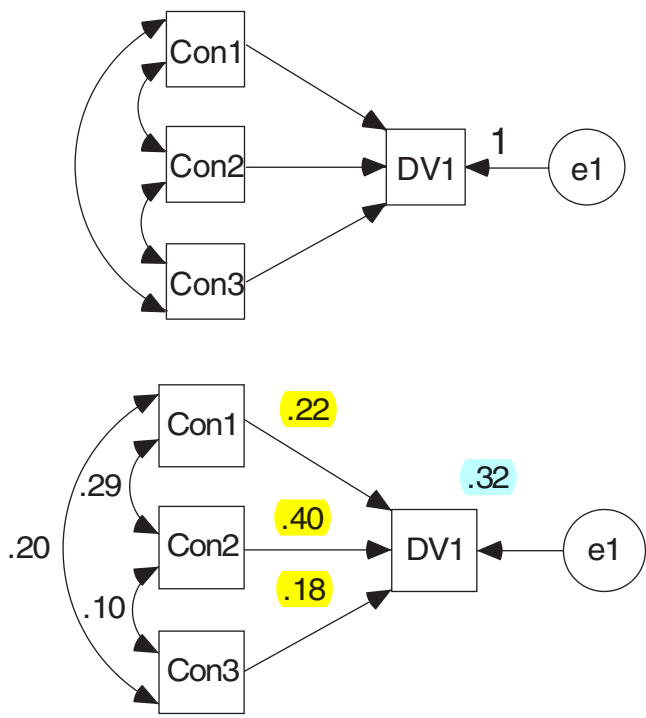 Con1
1
Con2
DV1
e1
Con3
.22
Con1
.32
.29
.40
.20
Con2
DV1
e1
.18
.10
Con3